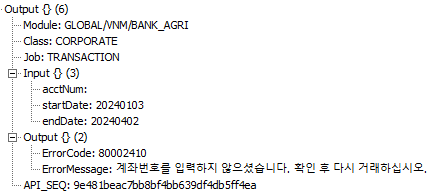 Output {} (6)
Module: GLOBAL/VNM/BANK_AGRI
Class: CORPORATE
Job: TRANSACTION
Input {} (3)
acctNum:
startDate: 20240103
endDate: 20240402
Output {} (2)
ErrorCode: 80002410
ErrorMessage: 계좌번호를 입력하지 않으셨습니다. 확인 후 다시 거래하십시오.
API_SEQ: 9e481beac7bb8bf4bb639df4db5ff4ea